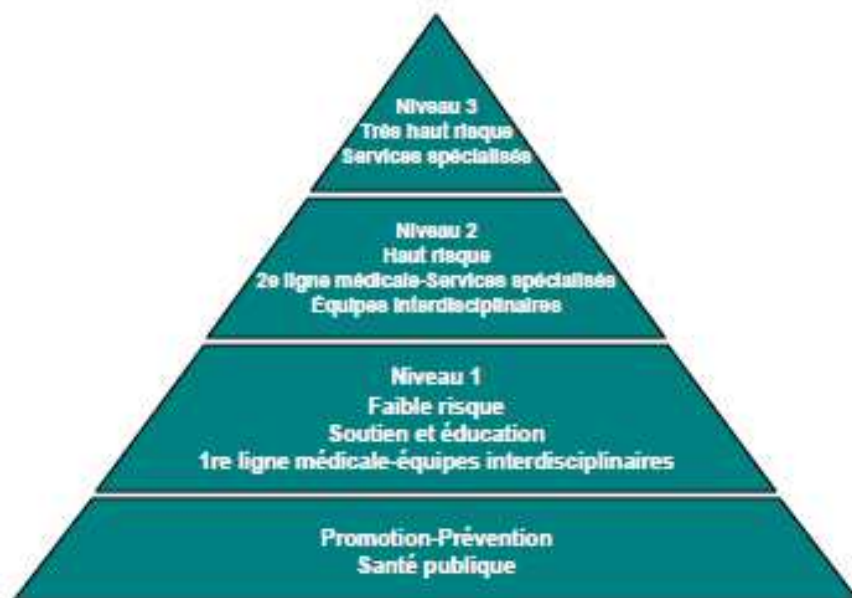 Niveau 3
Très haut risque
Services spécialisés
Niveau 2
Haut risque
2e ligne médicale-Services spécialisés
Équipes interdisciplinaires
Niveau 1
Faible risque
Soutien et éducation
1re ligne médicale-équipes interdisciplinaires
Promotion-Prévention
Santé publique